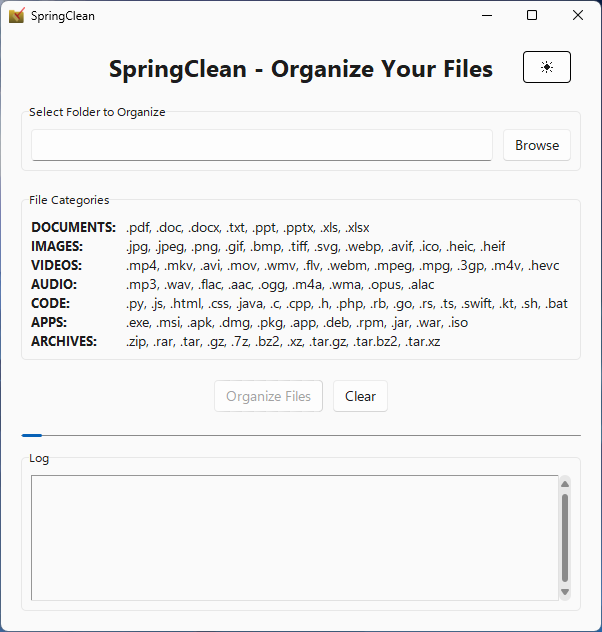 SpringClean
SpringClean - Organize Your Files
Select Folder to Organize
Browse
File Categories
DOCUMENTS: .pdf, .doc, .docx, .txt, .ppt, .pptx, .xls, .xlsx
IMAGES: .jpg, .jpeg, .png, .gif, .bmp, .tiff, .svg, .webp, .avif, .ico, .heic, .heif
VIDEOS: .mp4, .mkv, .avi, .mov, .wmv, .flv, .webm, .mpeg, .mpg, .3gp, .m4v, .hevc
AUDIO: .mp3, .wav, .flac, .aac, .ogg, .m4a, .wma, .opus, .alac
CODE: .py, .js, .html, .css, .java, .c, .cpp, .h, .php, .rb, .go, .rs, .ts, .swift, .kt, .sh, .bat
APPS: .exe, .msi, .apk, .dmg, .pkg, .app, .deb, .rpm, .jar, .war, .iso
ARCHIVES: .zip, .rar, .tar, .gz, .7z, .bz2, .xz, .tar.gz, .tar.bz2, .tar.xz
Organize Files Clear
Log